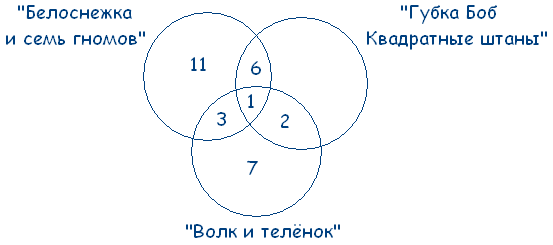 "Белоснежка
и семь гномов"
"Губка Боб
Квадратные штаны"
11
6
1
3
2
7
"Волк и телёнок"